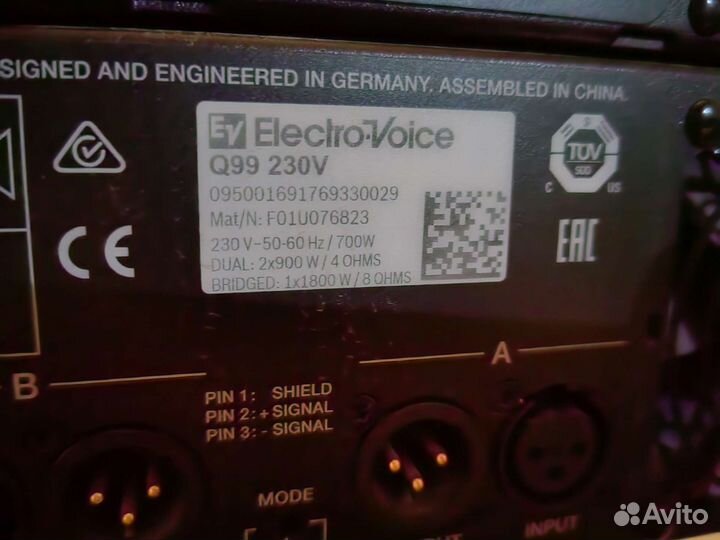 SIGNED AND ENGINEERED IN GERMANY. ASSEMBLED IN CHINA.
EV Electro-Voice
Q99 230V
095001691769330029
Mat/N: F01U076823
230 V~50-60 Hz / 700W
DUAL: 2x900 W / 4 OHMS
BRIDGED: 1x1800 W / 8 OHMS
CE
TÜV
SÜD
C US
EAC
B
A
PIN 1: SHIELD
PIN 2: + SIGNAL
PIN 3: - SIGNAL
MODE
INPUT
Avito